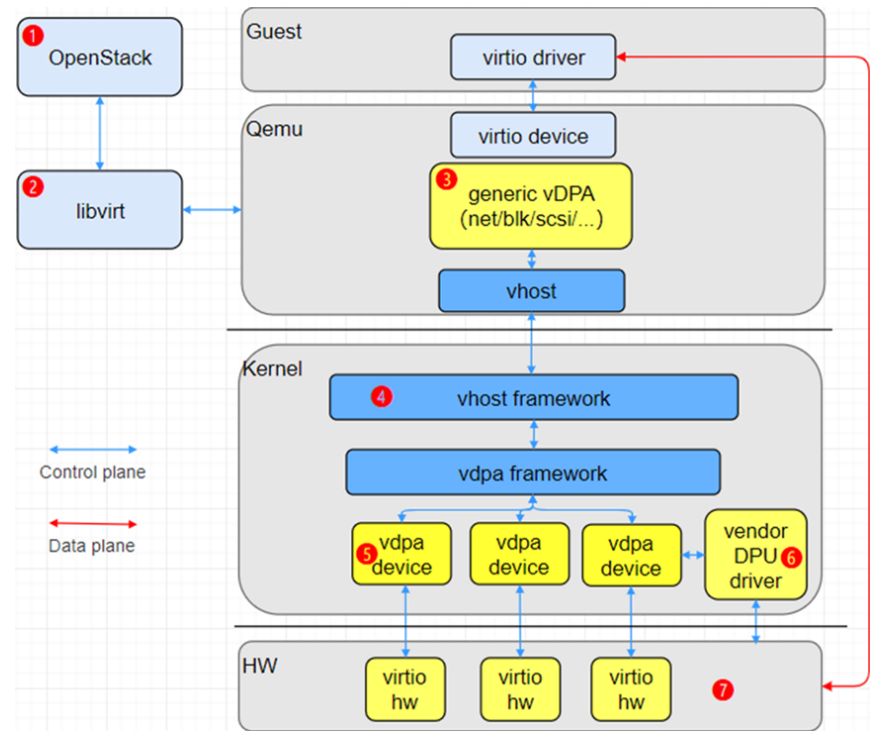 1
OpenStack
2
libvirt
Guest
virtio driver
Qemu
virtio device
3
generic vDPA
(net/blk/scsi/...)
vhost
Kernel
4
vhost framework
vdpa framework
5
vdpa
device
vdpa
device
vdpa
device
vendor
DPU
driver
6
HW
virtio
hw
virtio
hw
virtio
hw
7
Control plane
Data plane